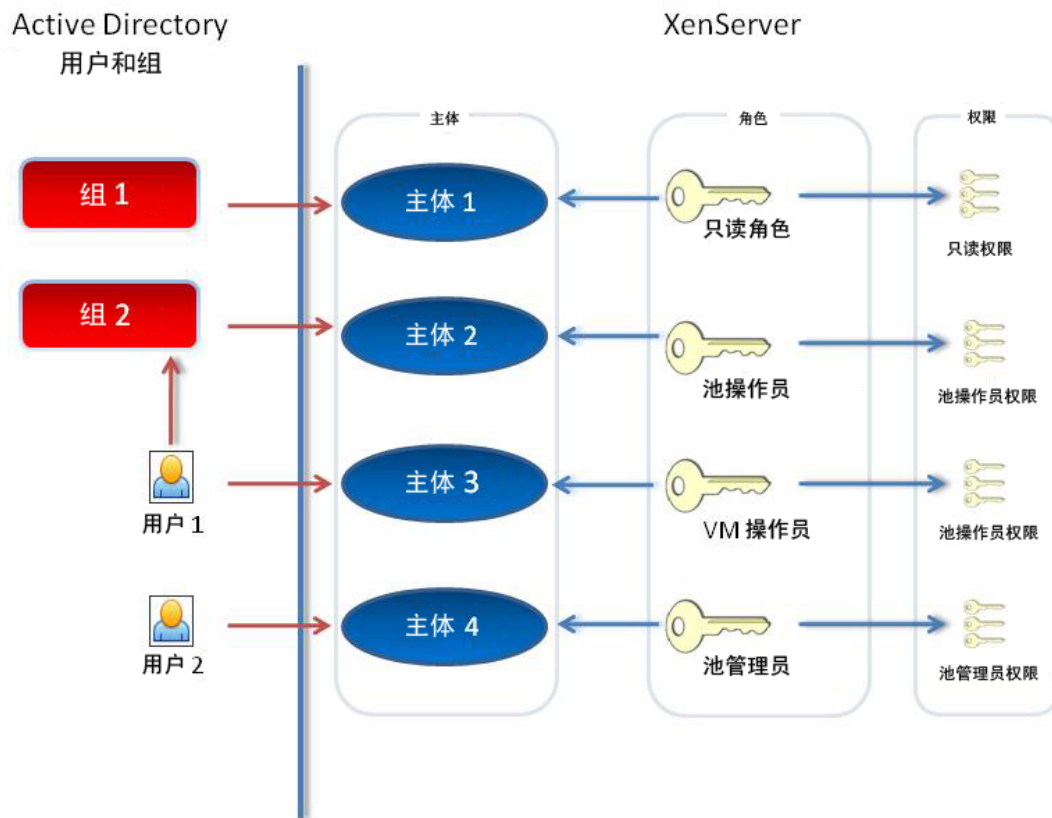 Active Directory
用户和组
XenServer
主体
角色
权限
组 1
主体 1
只读角色
只读权限
组 2
主体 2
池操作员
池操作员权限
用户 1
主体 3
VM 操作员
池操作员权限
用户 2
主体 4
池管理员
池管理员权限